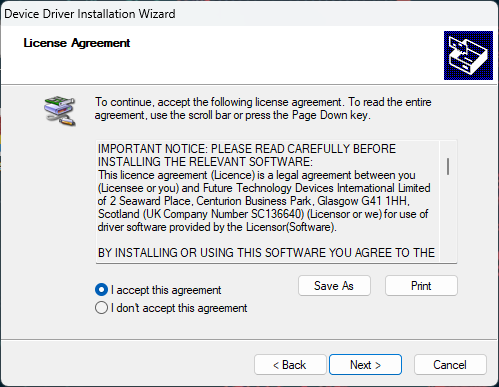 Device Driver Installation Wizard
License Agreement
To continue, accept the following license agreement. To read the entire
agreement, use the scroll bar or press the Page Down key.
IMPORTANT NOTICE: PLEASE READ CAREFULLY BEFORE
INSTALLING THE RELEVANT SOFTWARE:
This licence agreement (Licence) is a legal agreement between you
(Licensee or you) and Future Technology Devices International Limited
of 2 Seaward Place, Centurion Business Park, Glasgow G41 1HH,
Scotland (UK Company Number SC136640) (Licensor or we) for use of
driver software provided by the Licensor(Software).
BY INSTALLING OR USING THIS SOFTWARE YOU AGREE TO THE
I accept this agreement
Save As
Print
I don't accept this agreement
< Back
Next >
Cancel